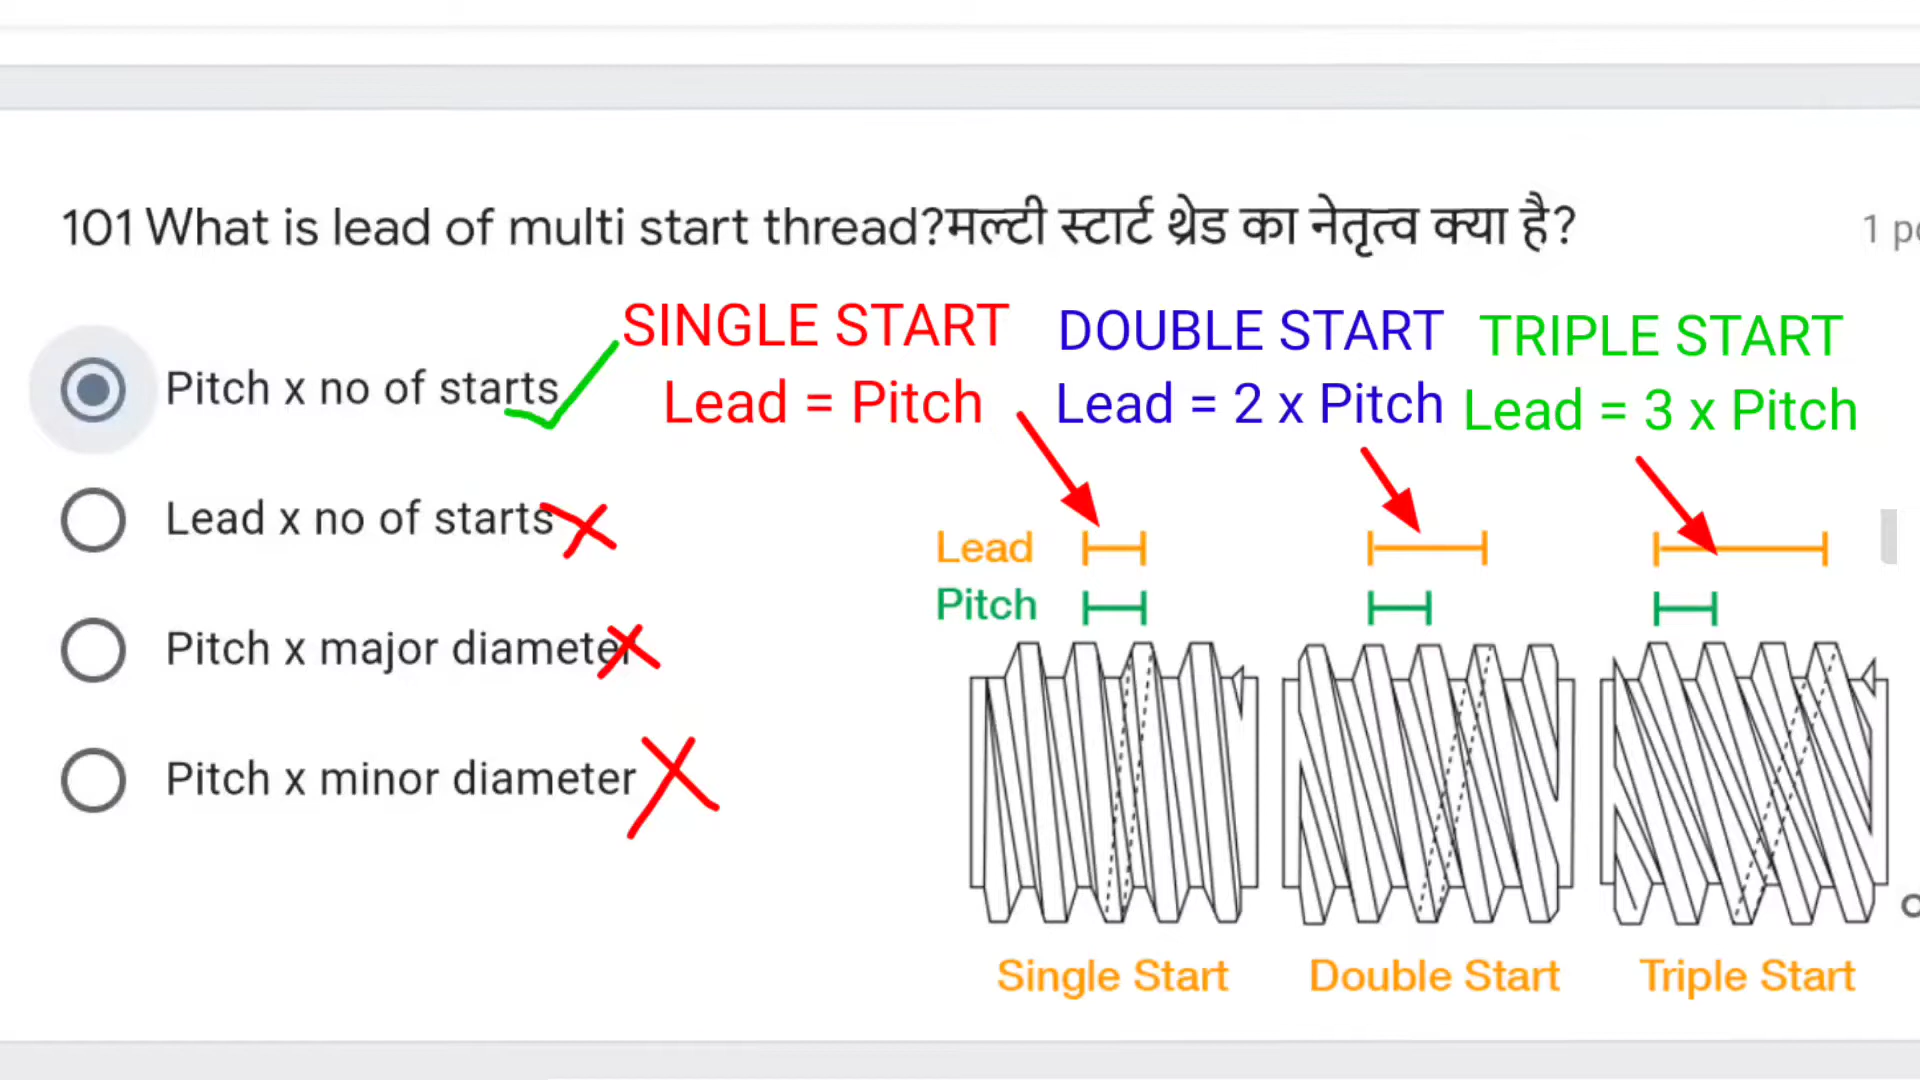 101 What is lead of multi start thread?मल्टी स्टार्ट थ्रेड का नेतृत्व क्या है?
1
SINGLE START DOUBLE START TRIPLE START
Pitch x no of starts
Lead = Pitch Lead = 2 x Pitch Lead = 3 x Pitch
Lead x no of starts
Lead
Pitch
Pitch x major diameter
Pitch x minor diameter
Single Start Double Start Triple Start